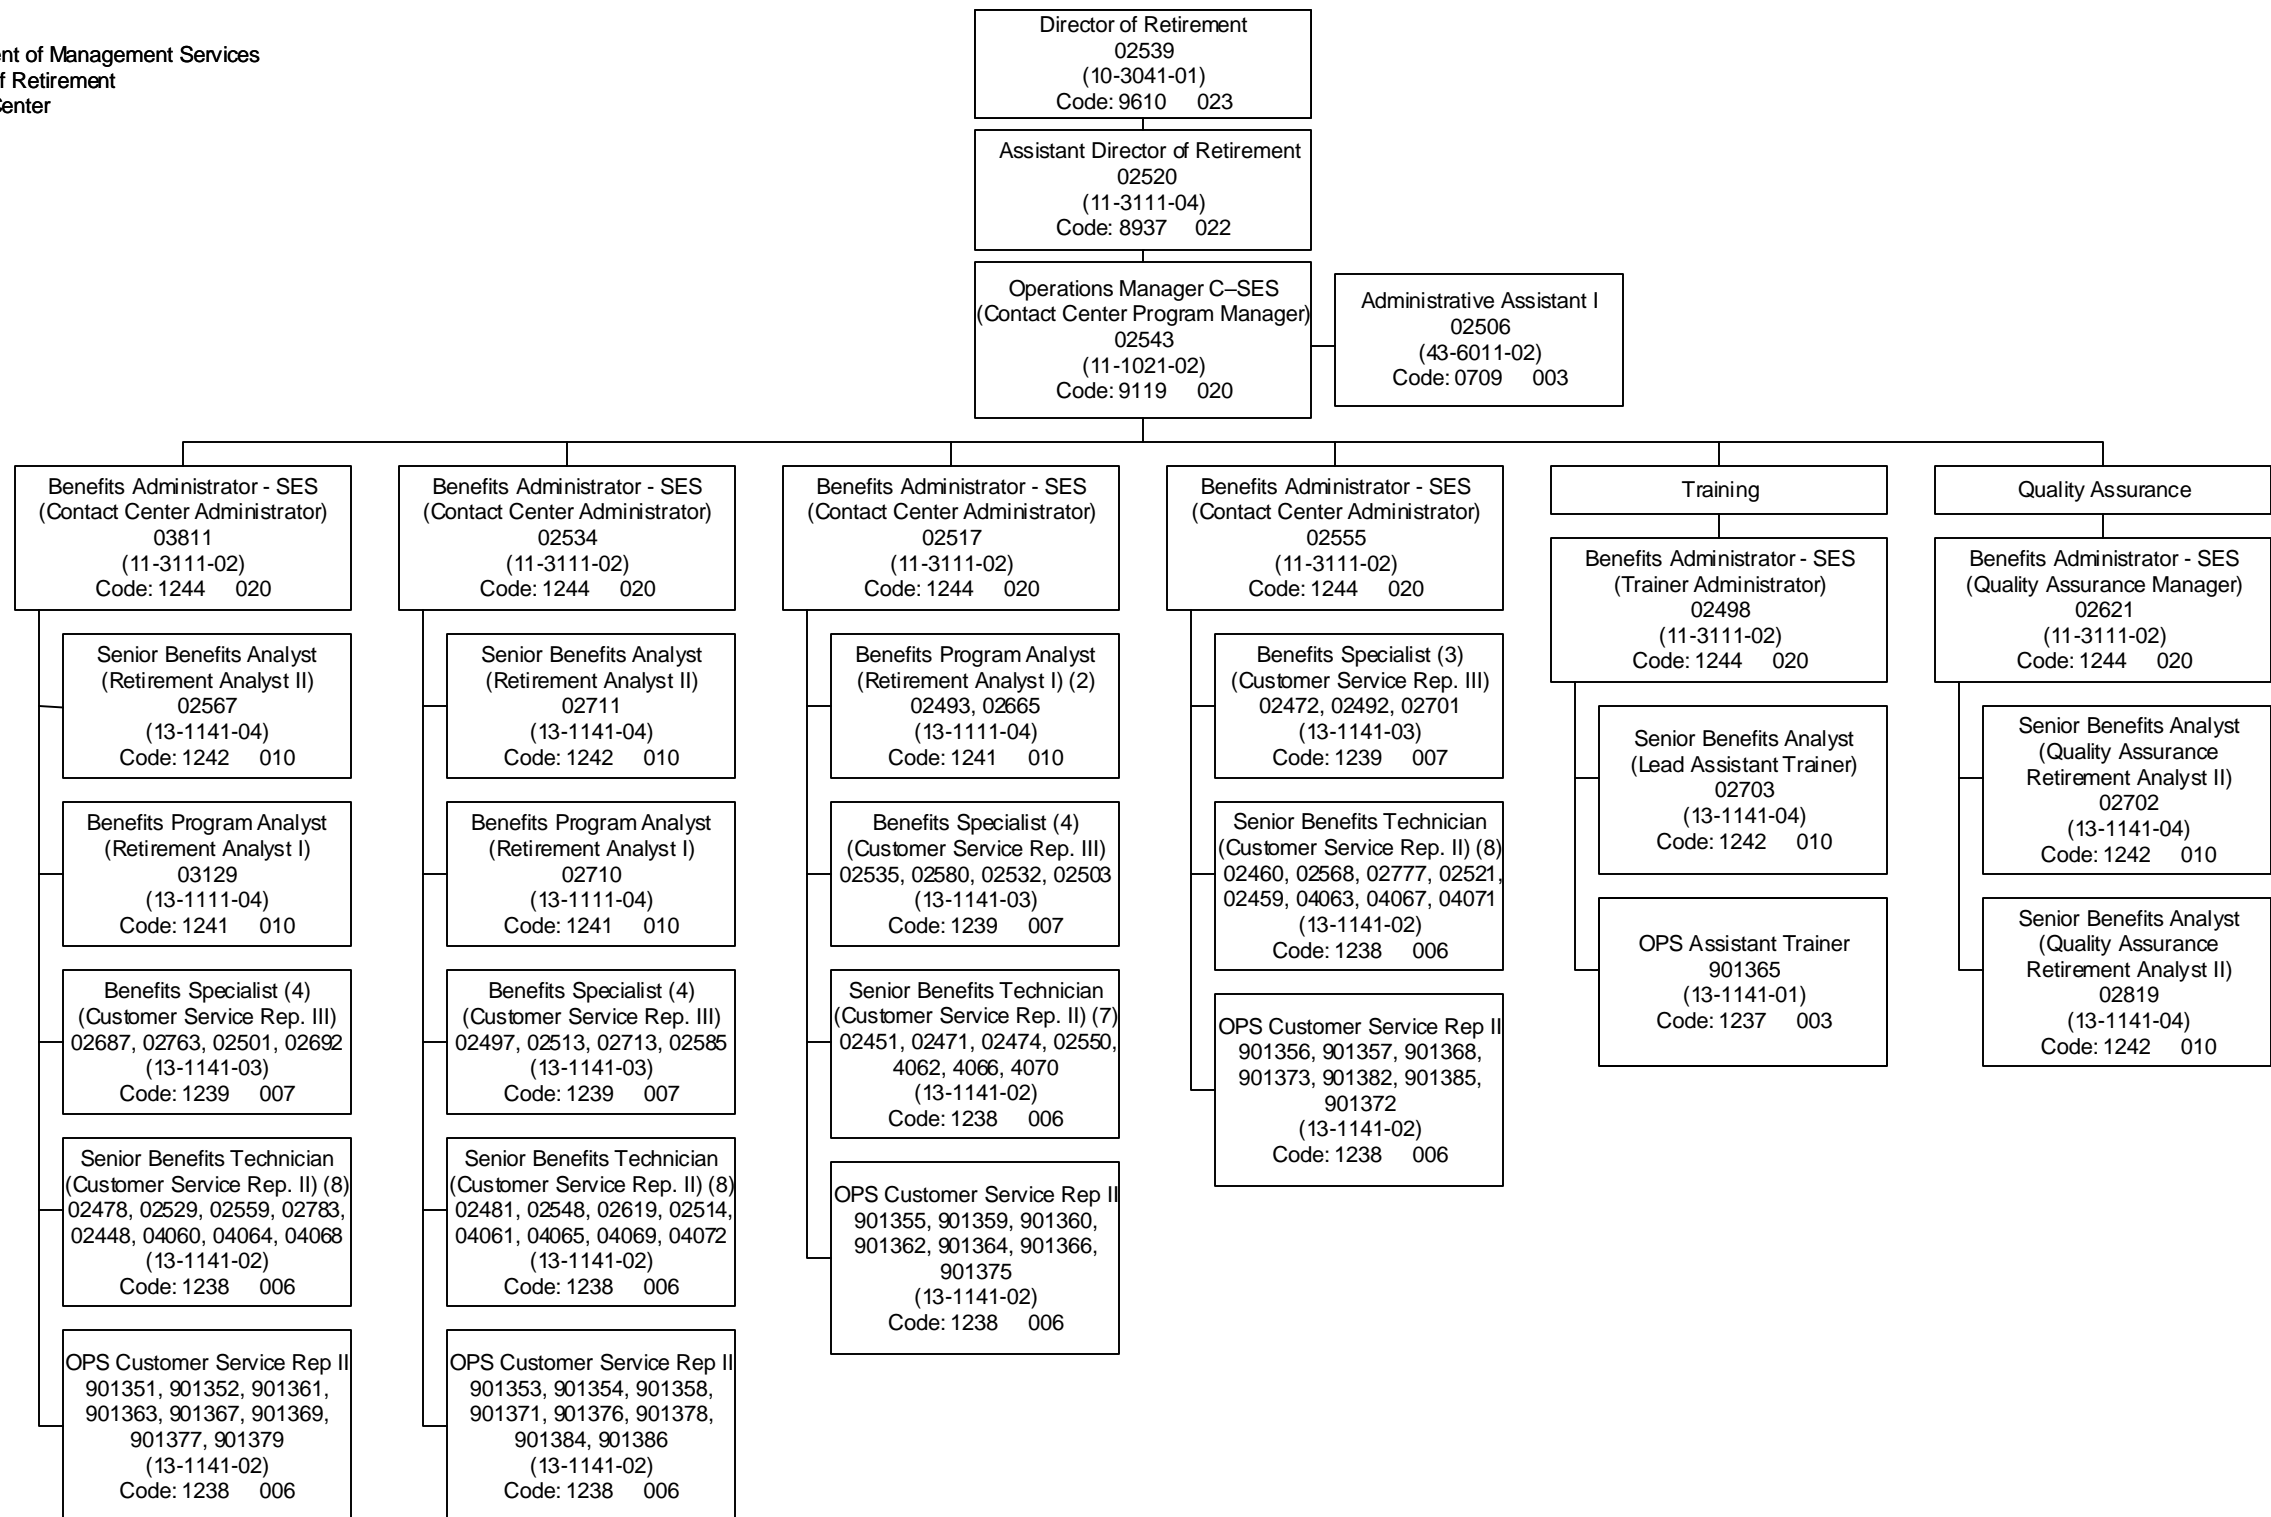 of Management Services
Retirement
Center
Director of Retirement
02539
(10-3041-01)
Code: 9610 023
Assistant Director of Retirement
02520
(11-3111-04)
Code: 8937 022
Operations Manager C–SES
(Contact Center Program Manager)
02543
(11-1021-02)
Code: 9119 020
Administrative Assistant I
02506
(43-6011-02)
Code: 0709 003
Benefits Administrator - SES
(Contact Center Administrator)
03811
(11-3111-02)
Code: 1244 020
Senior Benefits Analyst
(Retirement Analyst II)
02567
(13-1141-04)
Code: 1242 010
Benefits Program Analyst
(Retirement Analyst I)
03129
(13-1111-04)
Code: 1241 010
Benefits Specialist (4)
(Customer Service Rep. III)
02687, 02763, 02501, 02692
(13-1141-03)
Code: 1239 007
Senior Benefits Technician
(Customer Service Rep. II) (8)
02478, 02529, 02559, 02783,
02448, 04060, 04064, 04068
(13-1141-02)
Code: 1238 006
OPS Customer Service Rep II
901351, 901352, 901361,
901363, 901367, 901369,
901377, 901379
(13-1141-02)
Code: 1238 006
Benefits Administrator - SES
(Contact Center Administrator)
02534
(11-3111-02)
Code: 1244 020
Senior Benefits Analyst
(Retirement Analyst II)
02711
(13-1141-04)
Code: 1242 010
Benefits Program Analyst
(Retirement Analyst I)
02710
(13-1111-04)
Code: 1241 010
Benefits Specialist (4)
(Customer Service Rep. III)
02497, 02513, 02713, 02585
(13-1141-03)
Code: 1239 007
Senior Benefits Technician
(Customer Service Rep. II) (8)
02481, 02548, 02619, 02514,
04061, 04065, 04069, 04072
(13-1141-02)
Code: 1238 006
OPS Customer Service Rep II
901353, 901354, 901358,
901371, 901376, 901378,
901384, 901386
(13-1141-02)
Code: 1238 006
Benefits Administrator - SES
(Contact Center Administrator)
02517
(11-3111-02)
Code: 1244 020
Benefits Program Analyst
(Retirement Analyst I) (2)
02493, 02665
(13-1111-04)
Code: 1241 010
Benefits Specialist (4)
(Customer Service Rep. III)
02535, 02580, 02532, 02503
(13-1141-03)
Code: 1239 007
Senior Benefits Technician
(Customer Service Rep. II) (7)
02451, 02471, 02474, 02550,
4062, 4066, 4070
(13-1141-02)
Code: 1238 006
OPS Customer Service Rep II
901355, 901359, 901360,
901362, 901364, 901366,
901375
(13-1141-02)
Code: 1238 006
Benefits Administrator - SES
(Contact Center Administrator)
02555
(11-3111-02)
Code: 1244 020
Benefits Specialist (3)
(Customer Service Rep. III)
02472, 02492, 02701
(13-1141-03)
Code: 1239 007
Senior Benefits Technician
(Customer Service Rep. II) (8)
02460, 02568, 02777, 02521,
02459, 04063, 04067, 04071
(13-1141-02)
Code: 1238 006
OPS Customer Service Rep II
901356, 901357, 901368,
901373, 901382, 901385,
901372
(13-1141-02)
Code: 1238 006
Training
Benefits Administrator - SES
(Trainer Administrator)
02498
(11-3111-02)
Code: 1244 020
Senior Benefits Analyst
(Lead Assistant Trainer)
02703
(13-1141-04)
Code: 1242 010
OPS Assistant Trainer
901365
(13-1141-01)
Code: 1237 003
Quality Assurance
Benefits Administrator - SES
(Quality Assurance Manager)
02621
(11-3111-02)
Code: 1244 020
Senior Benefits Analyst
(Quality Assurance
Retirement Analyst II)
02702
(13-1141-04)
Code: 1242 010
Senior Benefits Analyst
(Quality Assurance
Retirement Analyst II)
02819
(13-1141-04)
Code: 1242 010